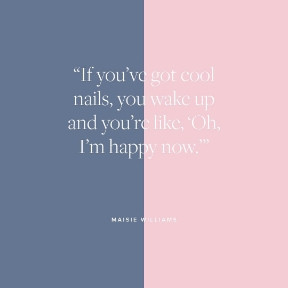 “If you’ve got cool
nails, you wake up
and you’re like, ‘Oh,
I’m happy now.’”
MAISIE WILLIAMS